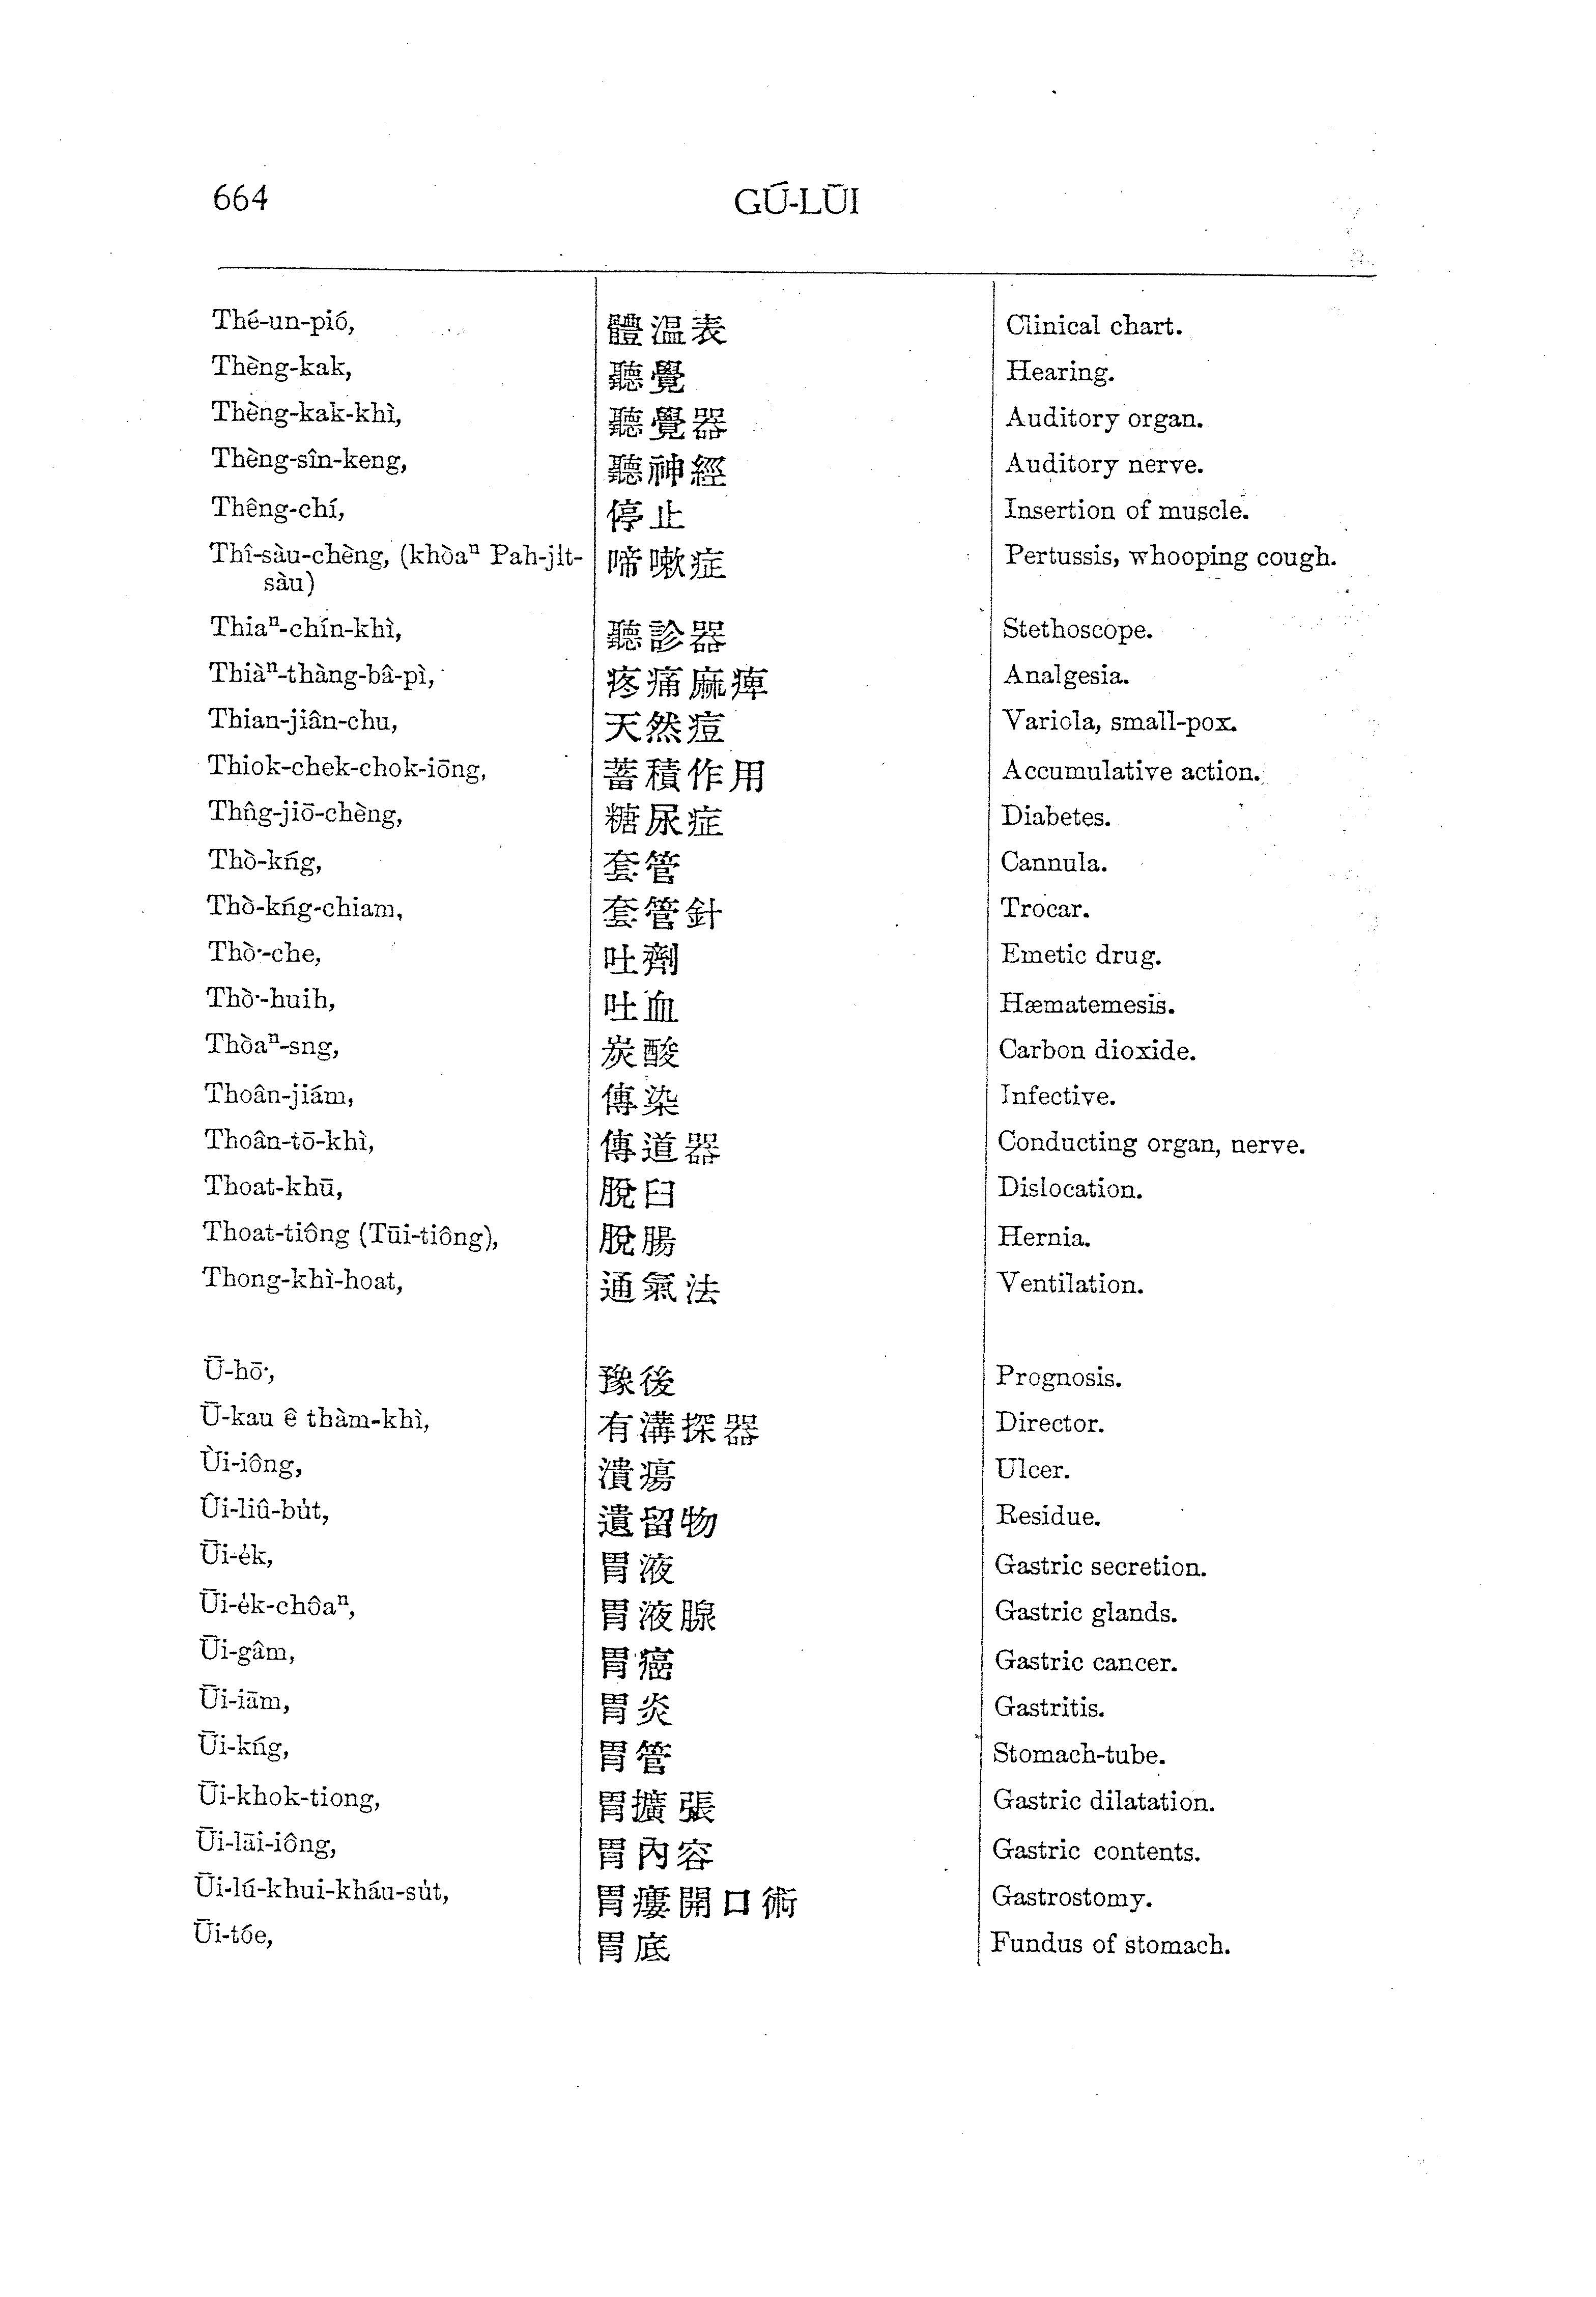 664 GÚ-LŪI
Thé-un-pió, 體温表 Clinical chart.
Thèng-kak, 聽覺 Hearing.
Thèng-kak-khì, 聽覺器 Auditory organ.
Thèng-sîn-keng, 聽神經 Auditory nerve.
Thêng-chí, 停止 Insertion of muscle.
Thî-sàu-chèng, (khòaⁿ Pah-ji̍t- 啼嗽症 Pertussis, whooping cough.
sàu)
Thiaⁿ-chín-khì, 聽診器 Stethoscope.
Thiàⁿ-thàng-bâ-pì, 疼痛麻痺 Analgesia.
Thian-jiân-chu, 天然痘 Variola, small-pox.
Thiok-chek-chok-iōng, 蓄積作用 Accumulative action.
Thn̂g-jiō-chèng, 糖尿症 Diabetes.
Thò-kńg, 套管 Cannula.
Thò-kńg-chiam, 套管針 Trocar.
Thò͘-che, 吐劑 Emetic drug.
Thò͘-huih, 吐血 Hæmatemesis.
Thòaⁿ-sng, 炭酸 Carbon dioxide.
Thoân-jiám, 傳染 Infective.
Thoân-tō-khì, 傳道器 Conducting organ, nerve.
Thoat-khū, 脫臼 Dislocation.
Thoat-tiông (Tūi-tiông), 脫腸 Hernia.
Thong-khì-hoat, 通氣法 Ventilation.
Ū-hō͘, 豫後 Prognosis.
Ū-kau ê thàm-khì, 有溝探器 Director.
Ùi-iông, 潰瘍 Ulcer.
Ûi-liû-bu̍t, 遺留物 Residue.
Ūi-e̍k, 胃液 Gastric secretion.
Ūi-e̍k-chôaⁿ, 胃液腺 Gastric glands.
Ūi-gâm, 胃癌 Gastric cancer.
Ūi-iām, 胃炎 Gastritis.
Ūi-kńg, 胃管 Stomach-tube.
Ūi-khok-tiong, 胃擴張 Gastric dilatation.
Ūi-lāi-iông, 胃內容 Gastric contents.
Ūi-lú-khui-kháu-su̍t, 胃瘻開口術 Gastrostomy.
Ūi-tóe, 胃底 Fundus of stomach.